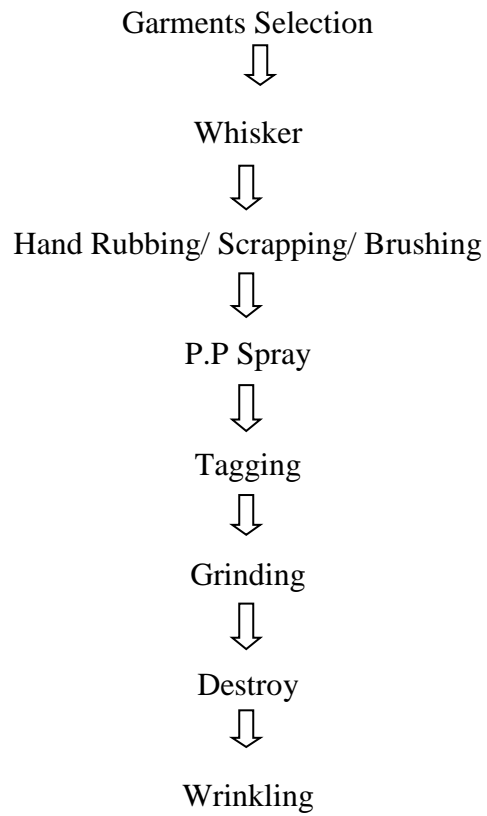 Garments Selection
Whisker
Hand Rubbing/ Scrapping/ Brushing
P.P Spray
Tagging
Grinding
Destroy
Wrinkling